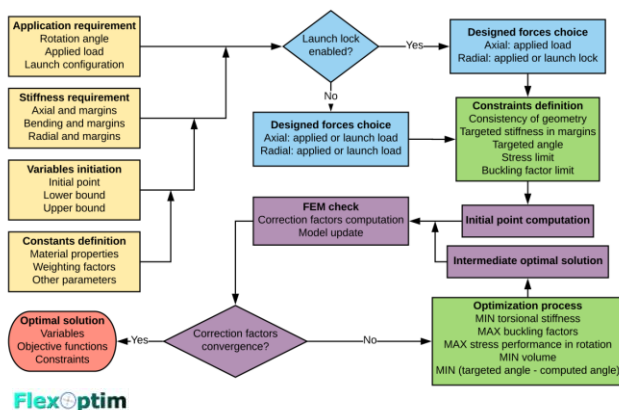 Application requirement
Rotation angle
Applied load
Launch configuration
Stiffness requirement
Axial and margins
Bending and margins
Radial and margins
Variables initiation
Initial point
Lower bound
Upper bound
Constants definition
Material properties
Weighting factors
Other parameters
Launch lock
enabled?
Yes
No
Designed forces choice
Axial: applied load
Radial: applied or launch lock
Designed forces choice
Axial: applied or launch load
Radial: applied or launch load
Constraints definition
Consistency of geometry
Targeted stiffness in margins
Targeted angle
Stress limit
Buckling factor limit
FEM check
Correction factors computation
Model update
Initial point computation
Intermediate optimal solution
Optimal solution
Variables
Objective functions
Constraints
Yes
Correction factors
convergence?
No
Optimization process
MIN torsional stiffness
MAX buckling factors
MAX stress performance in rotation
MIN volume
MIN (targeted angle - computed angle)
FlexOptim